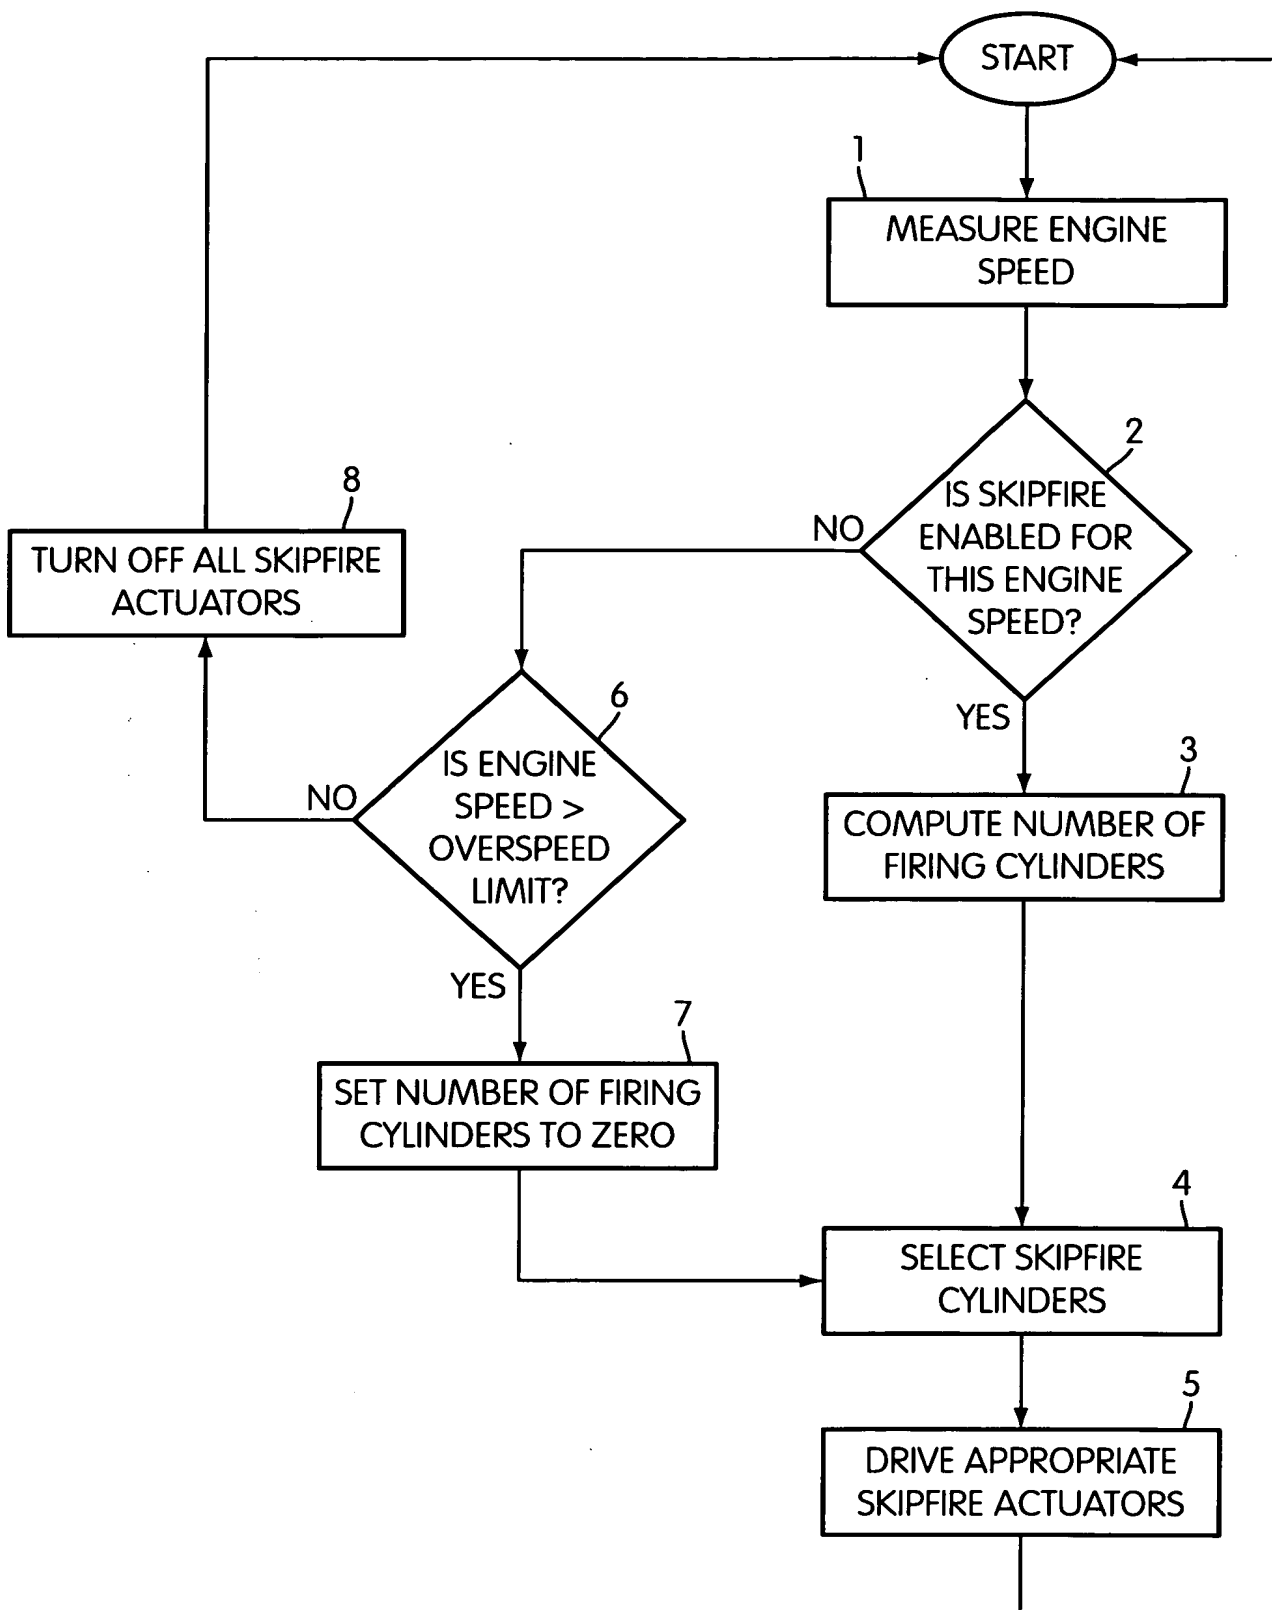 START
1
MEASURE ENGINE
SPEED
2
IS SKIPFIRE
ENABLED FOR
THIS ENGINE
SPEED?
NO
YES
3
COMPUTE NUMBER OF
FIRING CYLINDERS
8
TURN OFF ALL SKIPFIRE
ACTUATORS
6
IS ENGINE
SPEED >
OVERSPEED
LIMIT?
NO
YES
7
SET NUMBER OF FIRING
CYLINDERS TO ZERO
4
SELECT SKIPFIRE
CYLINDERS
5
DRIVE APPROPRIATE
SKIPFIRE ACTUATORS